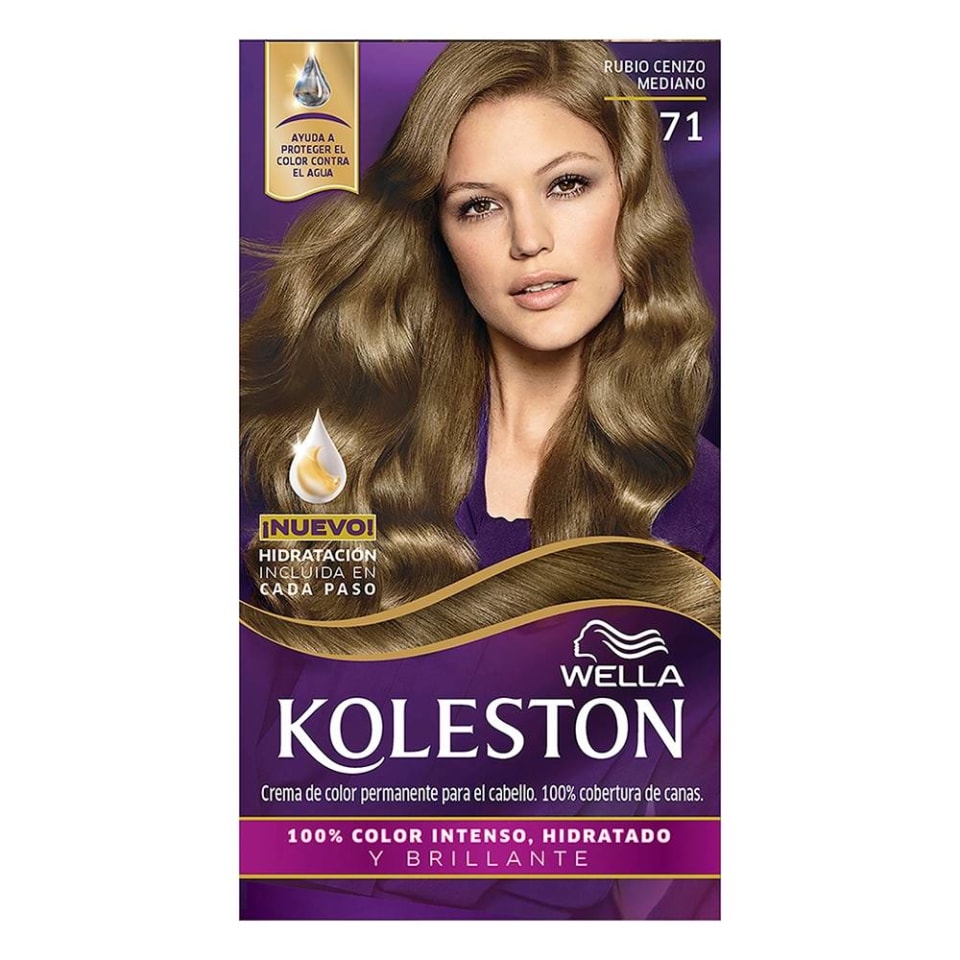 AYUDA A
PROTEGER EL
COLOR CONTRA
EL AGUA
RUBIO CENIZO
MEDIANO
71
¡NUEVO!
HIDRATACIÓN
INCLUIDA EN
CADA PASO
WELLA
KOLESTON
Crema de color permanente para el cabello. 100% cobertura de canas.
100% COLOR INTENSO, HIDRATADO
Y BRILLANTE